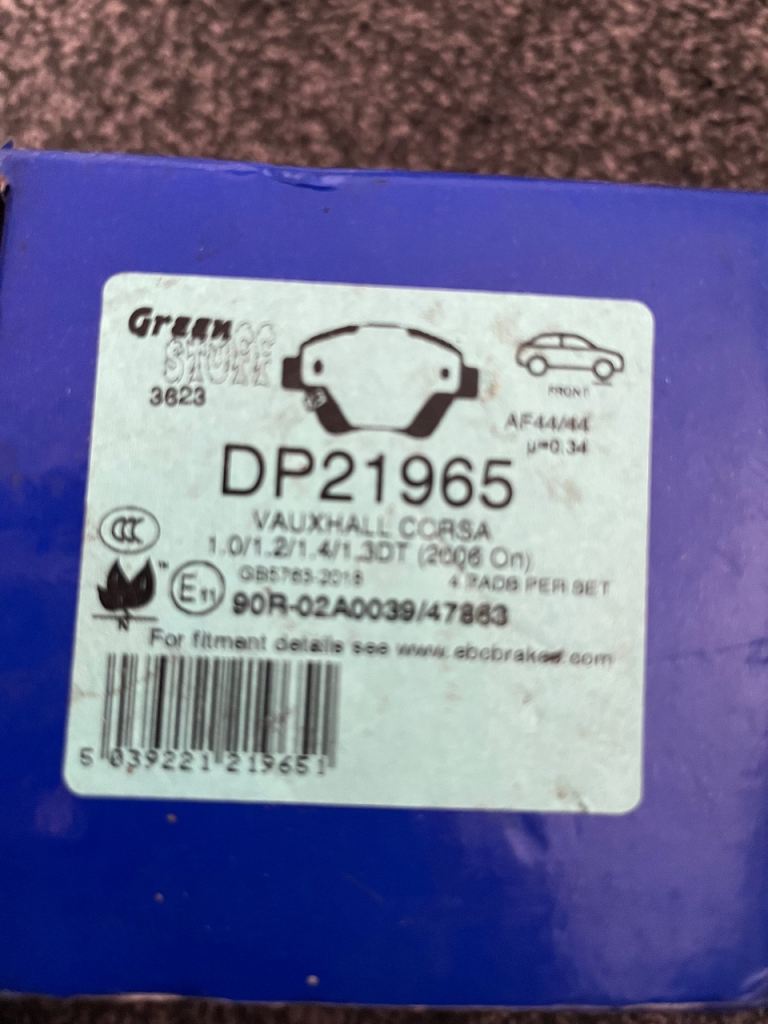 Green
STUFF
3623
FRONT
AF44/44
µ=0.34
DP21965
VAUXHALL CORSA
1.0/1.2/1.4/1.3DT (2006 On)
GB5763-2018 4 PADS PER SET
E11 90R-02A0039/47863
For fitment details see www.ebcbrakes.com
5 039221 219651